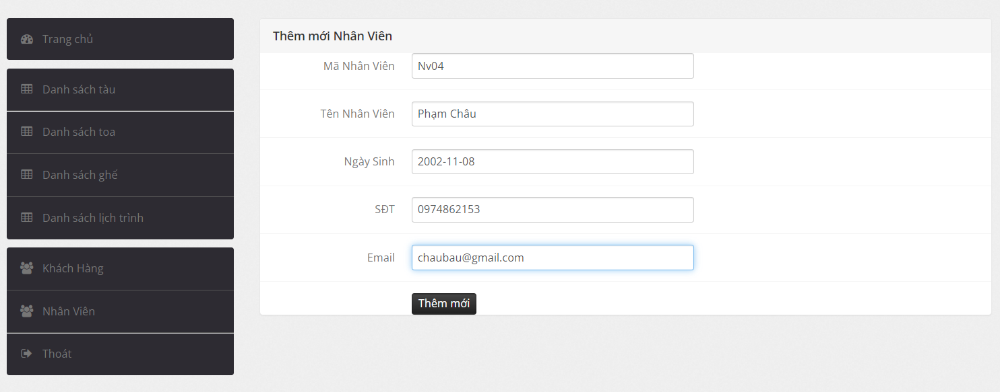 Trang chủ
Danh sách tàu
Danh sách toa
Danh sách ghế
Danh sách lịch trình
Khách Hàng
Nhân Viên
Thoát
Thêm mới Nhân Viên
Mã Nhân Viên Nv04
Tên Nhân Viên Phạm Châu
Ngày Sinh 2002-11-08
SĐT 0974862153
Email chaubau@gmail.com
Thêm mới